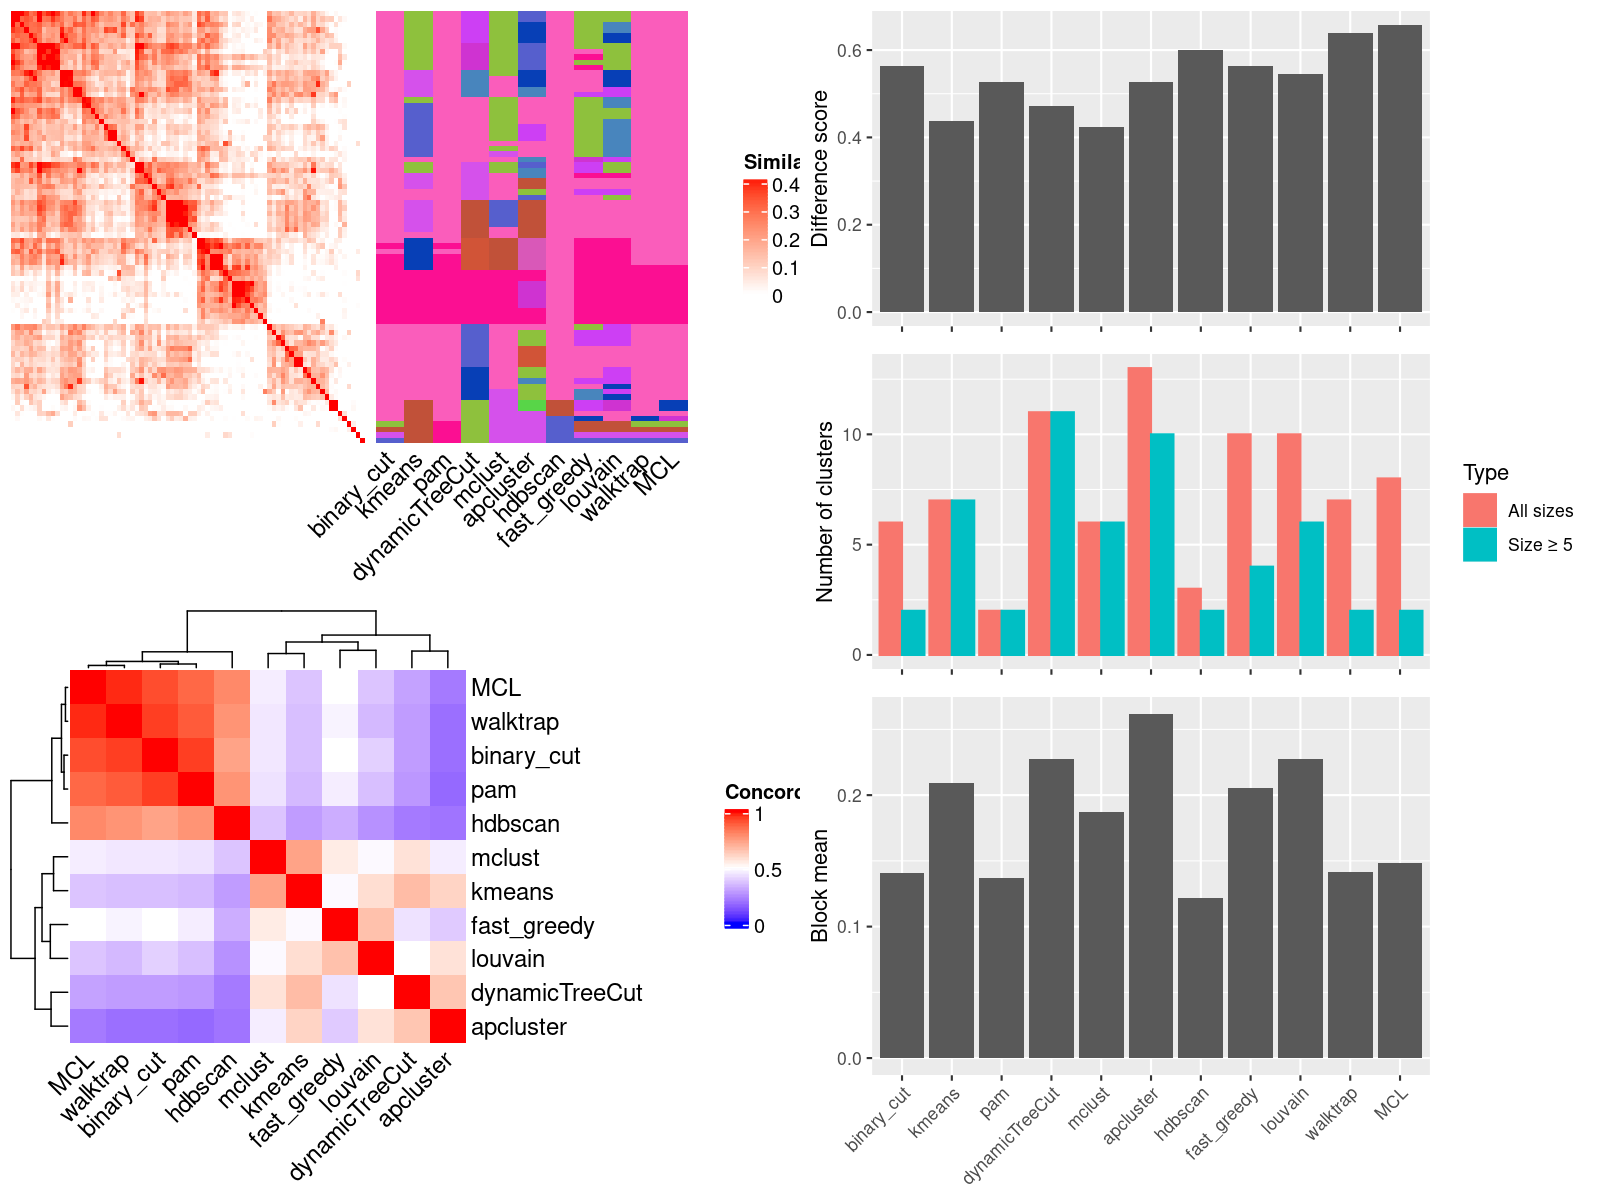 Simila
0.4
0.3
0.2
0.1
0
binary_cut
kmeans
pam
dynamicTreeCut
mclust
apcluster
hdbscan
fast_greedy
louvain
walktrap
MCL
MCL
walktrap
binary_cut
pam
hdbscan
mclust
kmeans
fast_greedy
louvain
dynamicTreeCut
apcluster
MCL
walktrap
binary_cut
pam
hdbscan
mclust
kmeans
fast_greedy
louvain
dynamicTreeCut
apcluster
Concord
1
0.5
0
Difference score
0.6
0.4
0.2
0.0
Number of clusters
10
5
0
Type
All sizes
Size ≥ 5
Block mean
0.2
0.1
0.0
binary_cut
kmeans
pam
dynamicTreeCut
mclust
apcluster
hdbscan
fast_greedy
louvain
walktrap
MCL